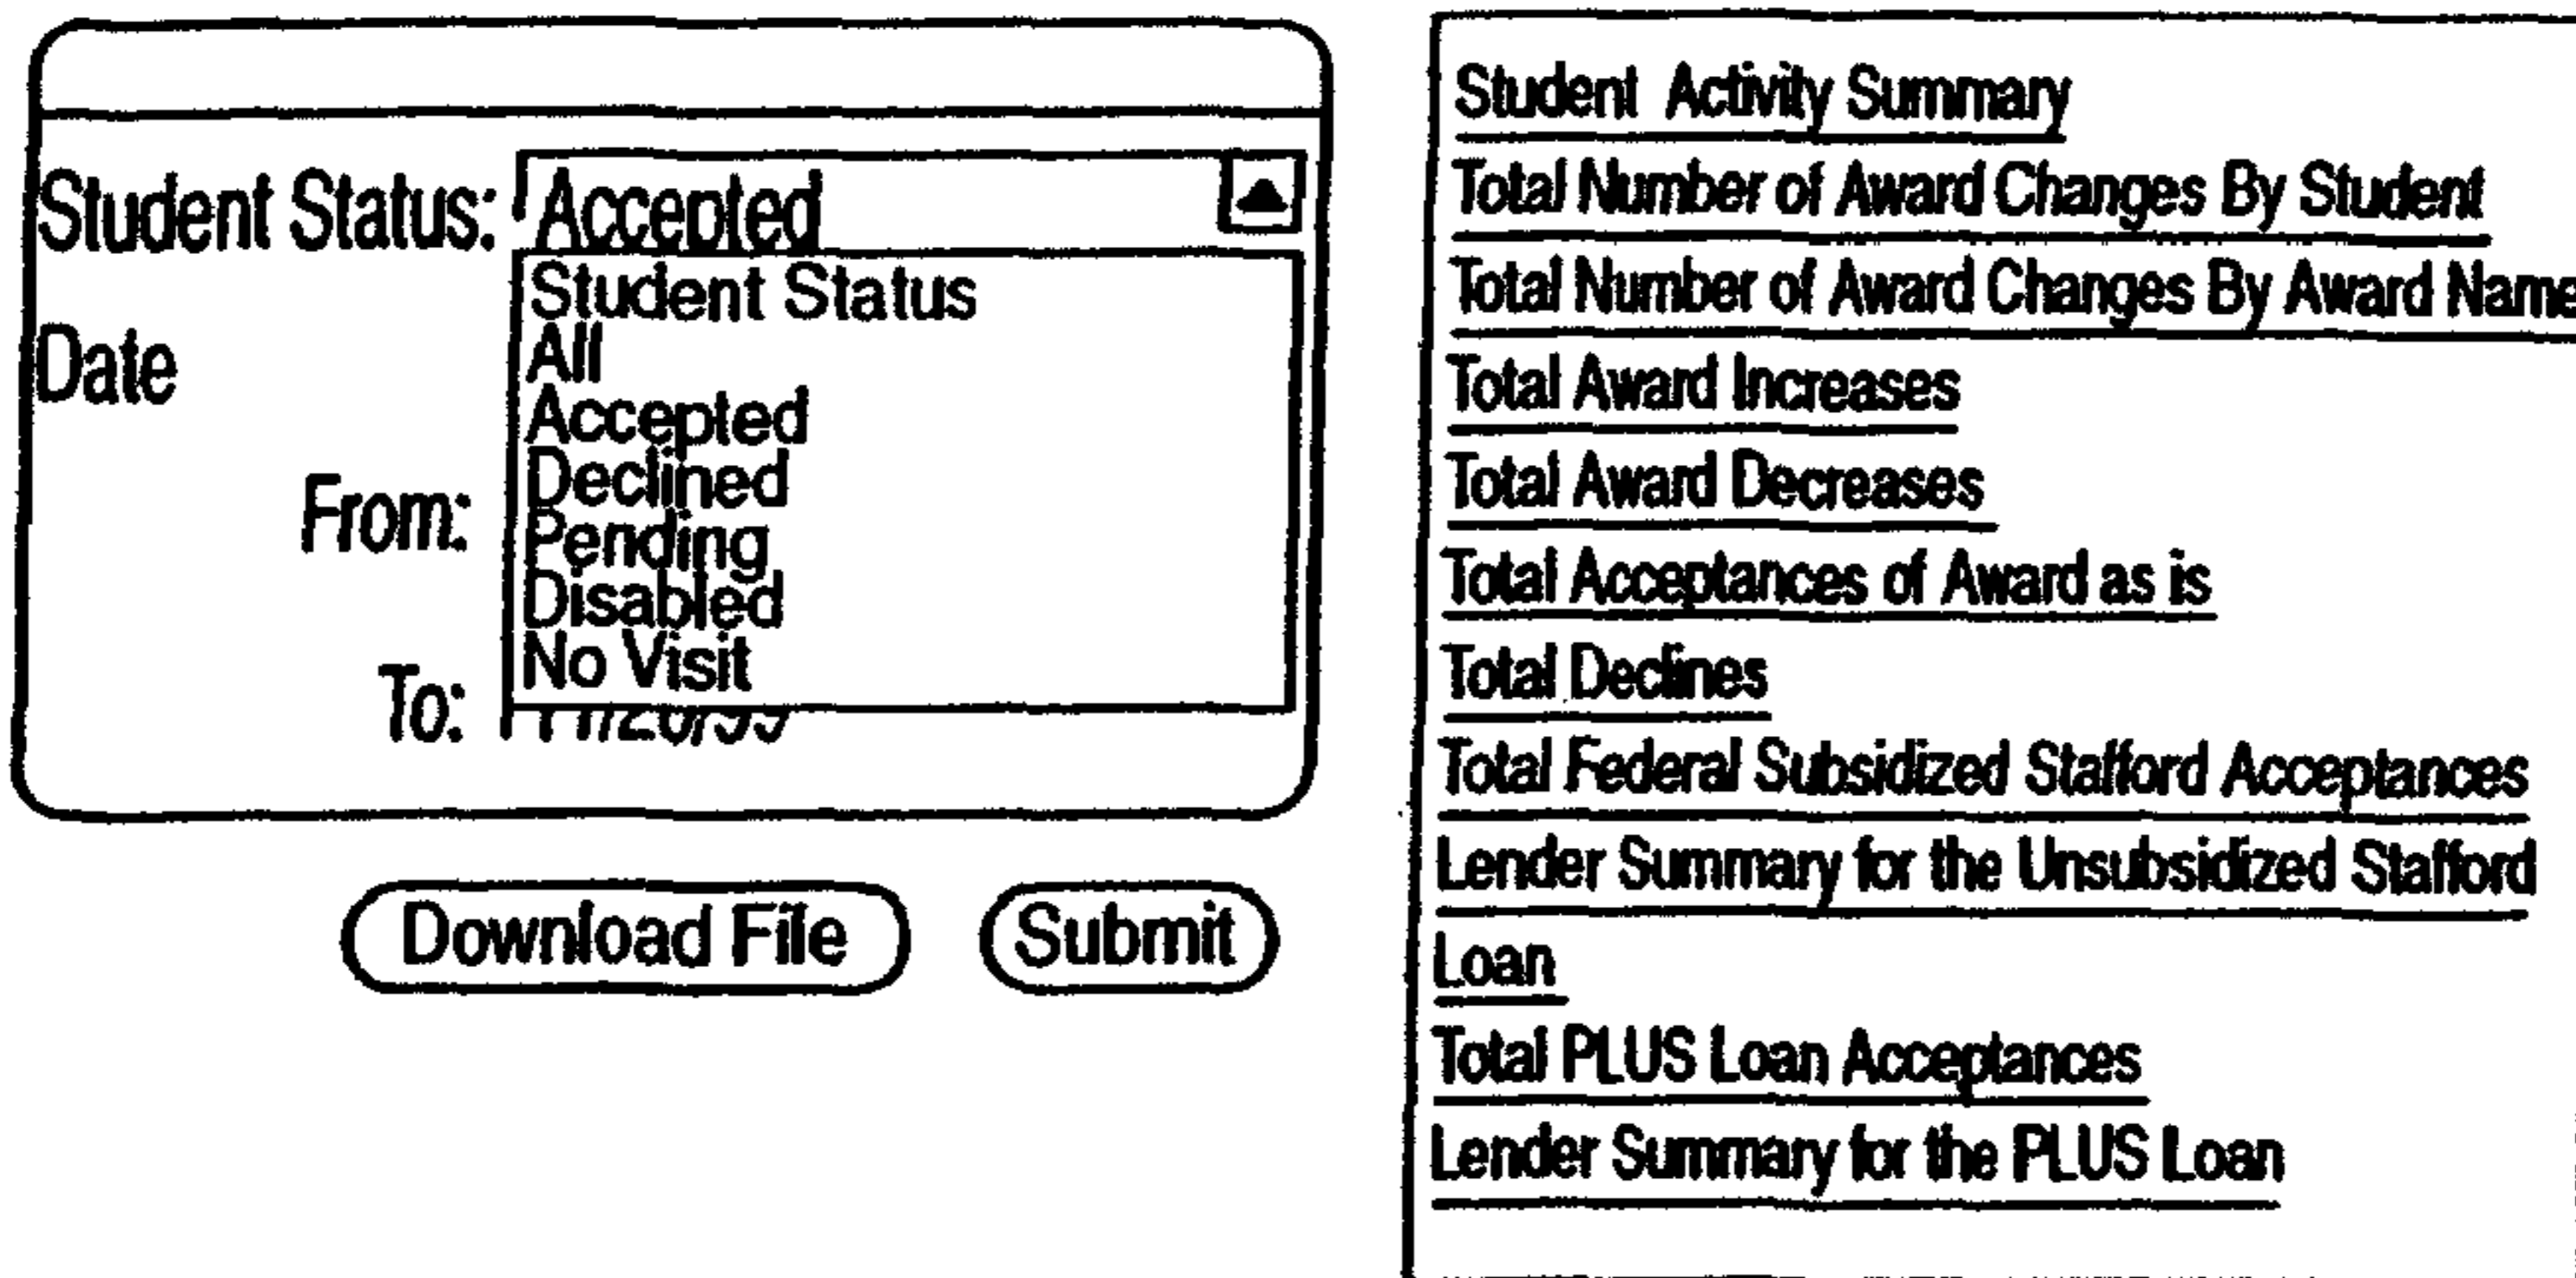 Student Status: Accepted
Student Status
All
Accepted
Declined
Pending
Disabled
No Visit
Date
From:
To:
Download File
Submit
Student Activity Summary
Total Number of Award Changes By Student
Total Number of Award Changes By Award Name
Total Award Increases
Total Award Decreases
Total Acceptances of Award as is
Total Declines
Total Federal Subsidized Stafford Acceptances
Lender Summary for the Unsubsidized Stafford
Loan
Total PLUS Loan Acceptances
Lender Summary for the PLUS Loan